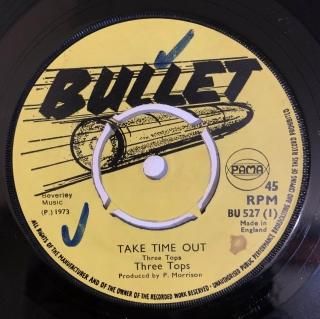 BULLET
PAMA
Beverley
Music
(P.) 1973
45
RPM
BU 527 (1)
Made in
England
TAKE TIME OUT
Three Tops
Three Tops
Produced by P. Morrison
ALL RIGHTS OF THE MANUFACTURER AND OF THE OWNER OF THE RECORDED WORK RESERVED · UNAUTHORISED PUBLIC PERFORMANCE BROADCASTING AND COPYING OF THIS RECORD PROHIBITED